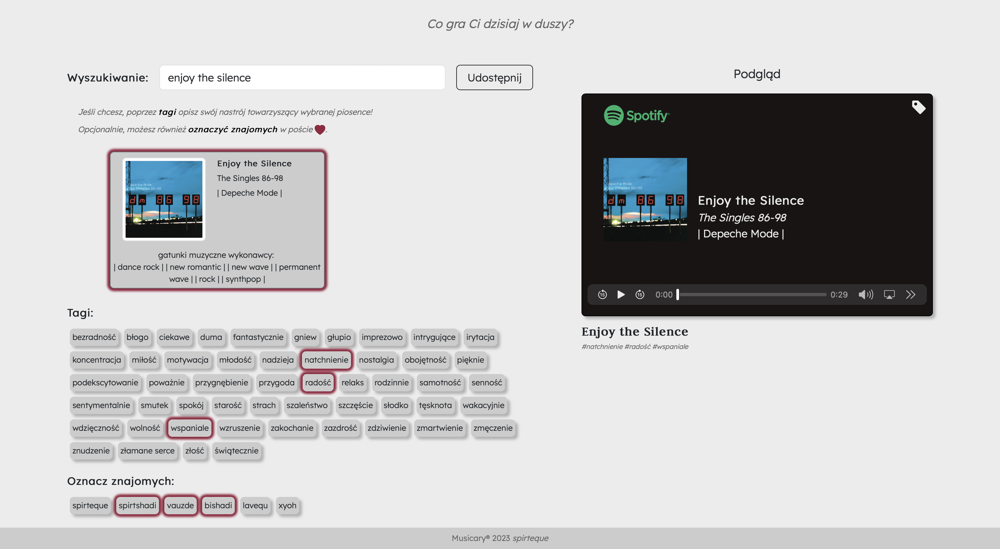 Co gra Ci dzisiaj w duszy?
Wyszukiwanie:
enjoy the silence
Udostępnij
Jeśli chcesz, poprzez tagi opisz swój nastrój towarzyszący wybranej piosence!
Opcjonalnie, możesz również oznaczyć znajomych w poście .
Depeche Mode
The Singles 86>98
dm 86 98
Enjoy the Silence
The Singles 86-98
| Depeche Mode |
gatunki muzyczne wykonawcy:
| dance rock | | new romantic | | new wave | | permanent
wave | | rock | | synthpop |
Tagi:
bezradność błogo ciekawe duma fantastycznie gniew głupio imprezowo intrygujące irytacja
koncentracja miłość motywacja młodość nadzieja natchnienie nostalgia obojętność pięknie
podekscytowanie poważnie przygnębienie przygoda radość relaks rodzinnie samotność senność
sentymentalnie smutek spokój starość strach szaleństwo szczęście słodko tęsknota wakacyjnie
wdzięczność wolność wspaniale wzruszenie zakochanie zazdrość zdziwienie zmartwienie zmęczenie
znudzenie złamane serce złość świątecznie
Oznacz znajomych:
spirteque spirtshadi vauzde bishadi lavequ xyoh
Podgląd
Spotify®
Depeche Mode
The Singles 86>98
dm 86 98
Enjoy the Silence
The Singles 86-98
| Depeche Mode |
15 15 0:00 0:29
Enjoy the Silence
#natchnienie #radość #wspaniale
Musicary® 2023 spirteque